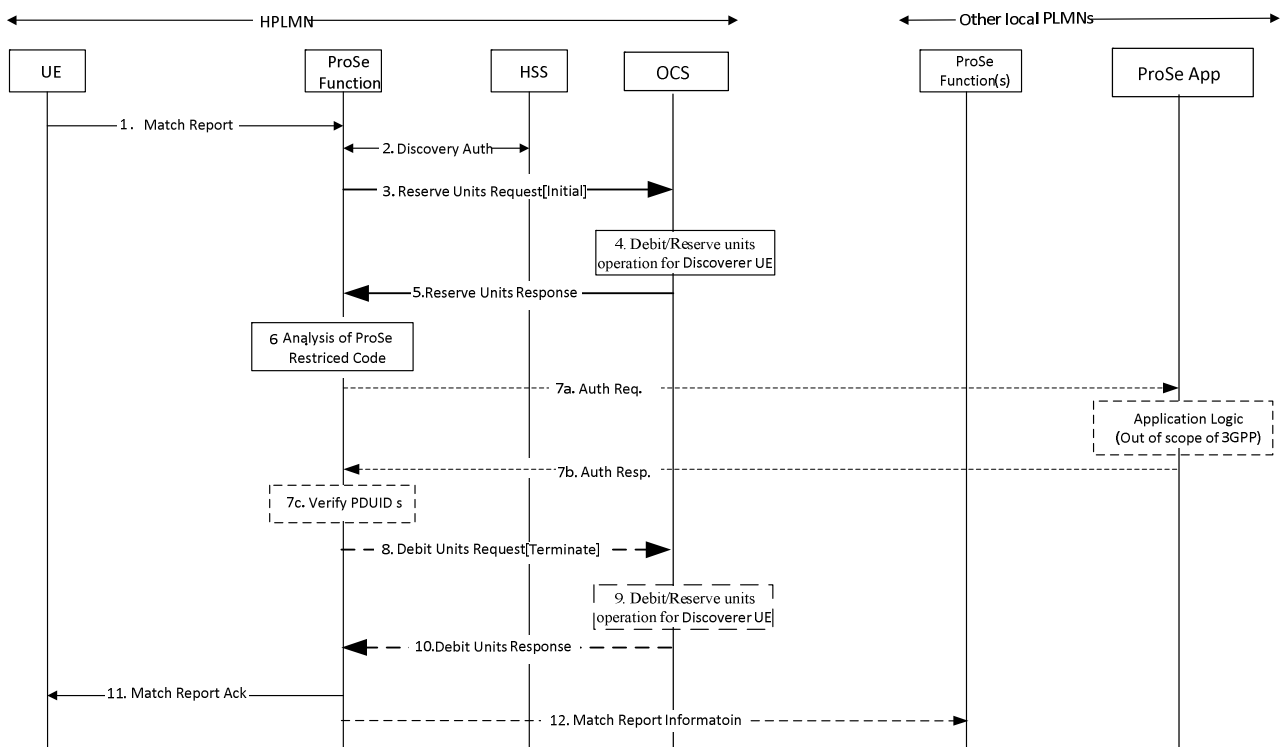 HPLMN
Other local PLMNs
UE
ProSe
Function
HSS
OCS
ProSe
Function(s)
ProSe App
1. Match Report
2. Discovery Auth
3. Reserve Units Request[Initial]
4. Debit/Reserve units
operation for Discoverer UE
5.Reserve Units Response
6 Analysis of ProSe
Restriced Code
7a. Auth Req.
Application Logic
(Out of scope of 3GPP)
7b. Auth Resp.
7c. Verify PDUID s
8. Debit Units Request[Terminate]
9. Debit/Reserve units
operation for Discoverer UE
10.Debit Units Response
11. Match Report Ack
12. Match Report Informatoin